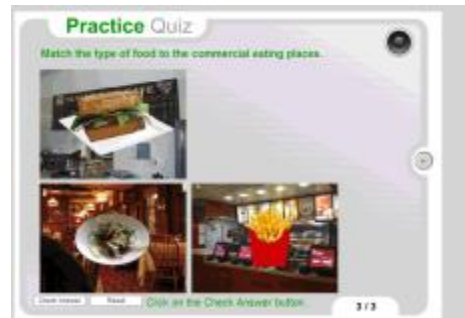 Practice Quiz
Match the type of food to the commercial eating places.
Check Answer Reset Click on the Check Answer button.
3 / 3